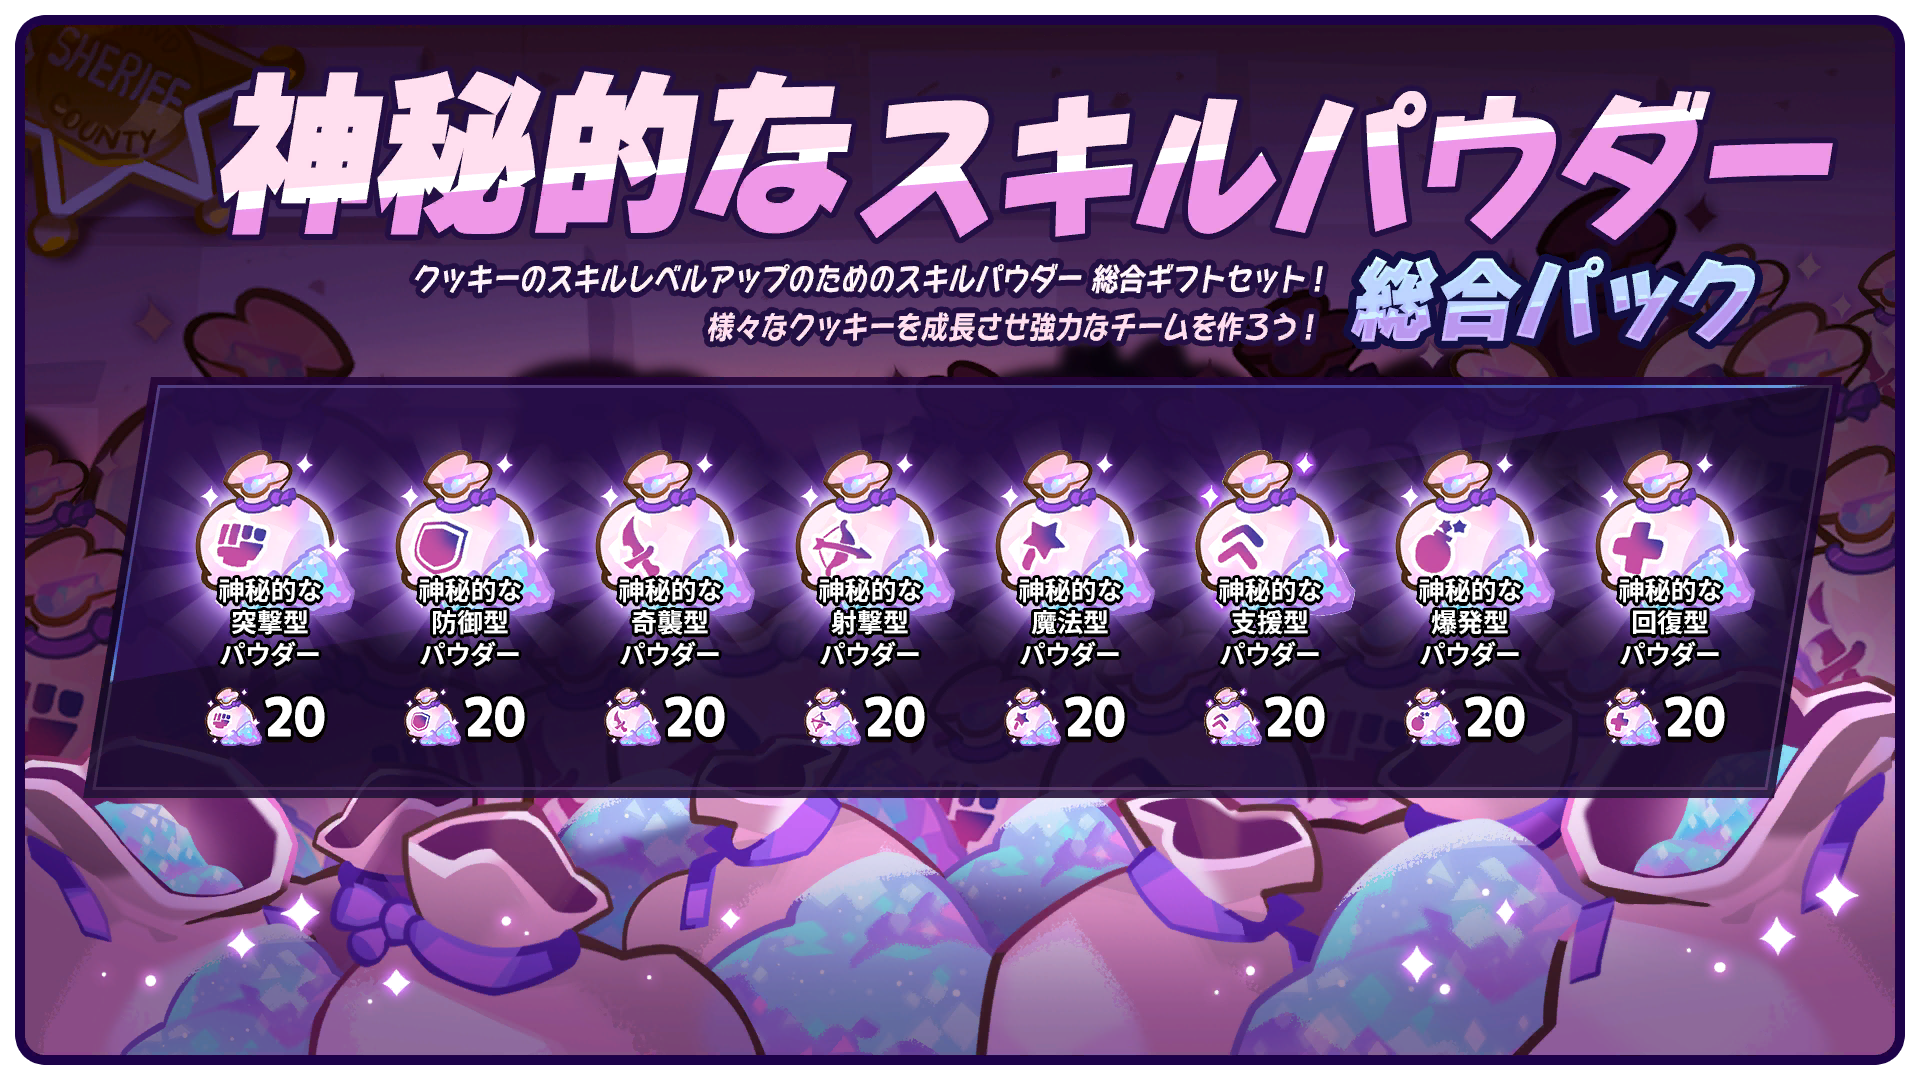 SHERIFF
COUNTY
神秘的なスキルパウダー
クッキーのスキルレベルアップのためのスキルパウダー 総合ギフトセット！
様々なクッキーを成長させ強力なチームを作ろう！
総合パック
神秘的な
突撃型
パウダー
20
神秘的な
防御型
パウダー
20
神秘的な
奇襲型
パウダー
20
神秘的な
射撃型
パウダー
20
神秘的な
魔法型
パウダー
20
神秘的な
支援型
パウダー
20
神秘的な
爆発型
パウダー
20
神秘的な
回復型
パウダー
20